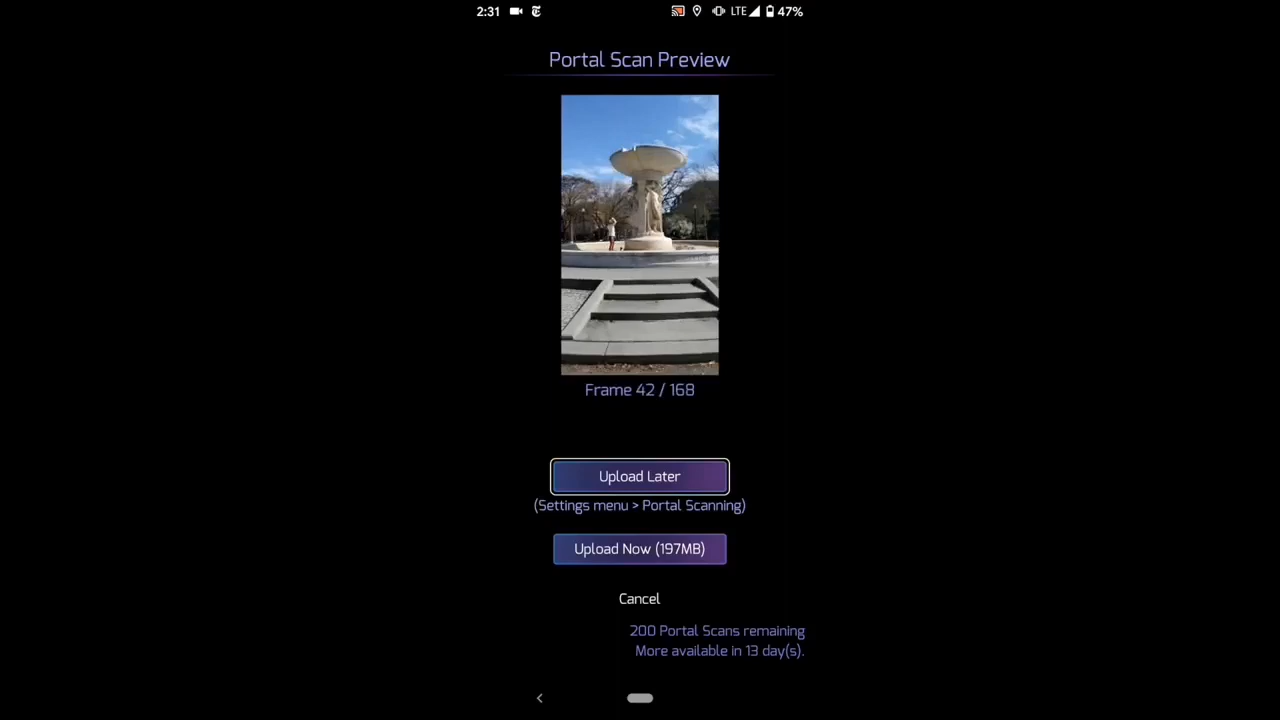 2:31 LTE 47%
Portal Scan Preview
Frame 42 / 168
Upload Later
(Settings menu > Portal Scanning)
Upload Now (197MB)
Cancel
200 Portal Scans remaining
More available in 13 day(s).